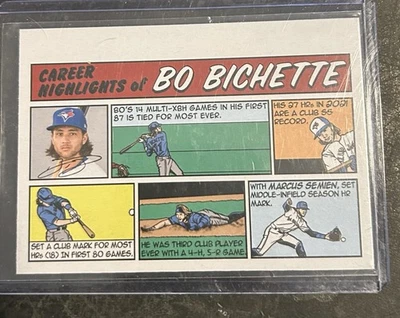 CAREER
HIGHLIGHTS of BO BICHETTE
BO'S 14 MULTI-XBH GAMES IN HIS FIRST
87 IS TIED FOR MOST EVER.
HIS 27 HRs IN 2021
ARE A CLUB SS
RECORD.
SET A CLUB MARK FOR MOST
HRs (18) IN FIRST 80 GAMES.
HE WAS THIRD CLUB PLAYER
EVER WITH A 4-H, 5-R GAME.
WITH MARCUS SEMIEN, SET
MIDDLE-INFIELD SEASON HR
MARK.